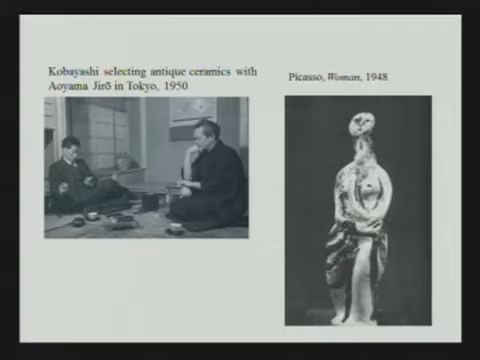 Kobayashi selecting antique ceramics with
Aoyama Jirō in Tokyo, 1950
Picasso, Woman, 1948